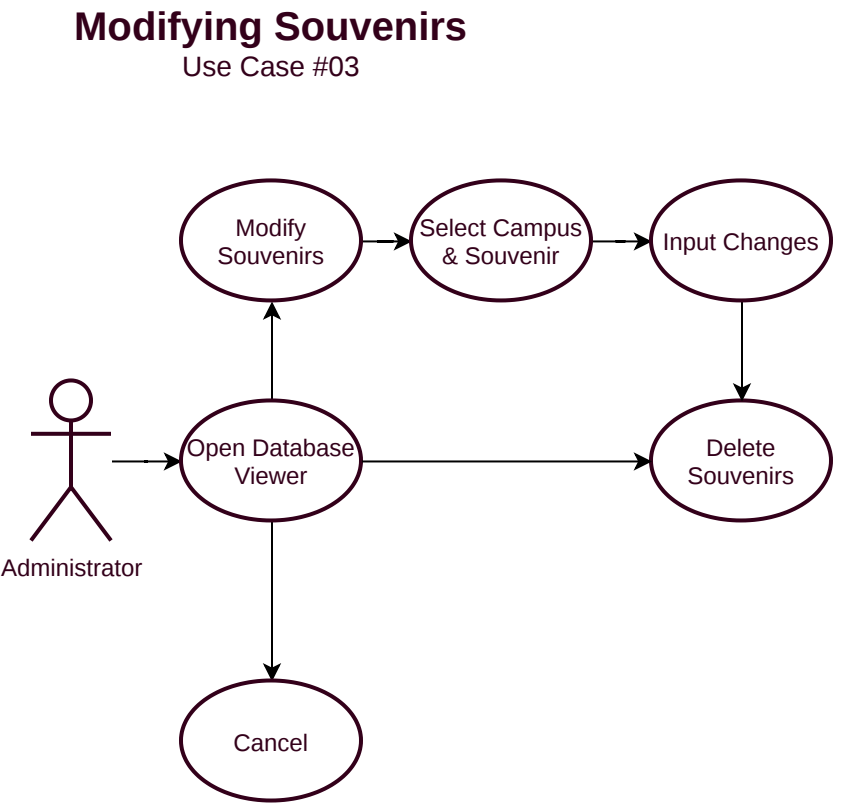 Modifying Souvenirs
Use Case #03
Modify
Souvenirs
Select Campus
& Souvenir
Input Changes
Open Database
Viewer
Delete
Souvenirs
Administrator
Cancel